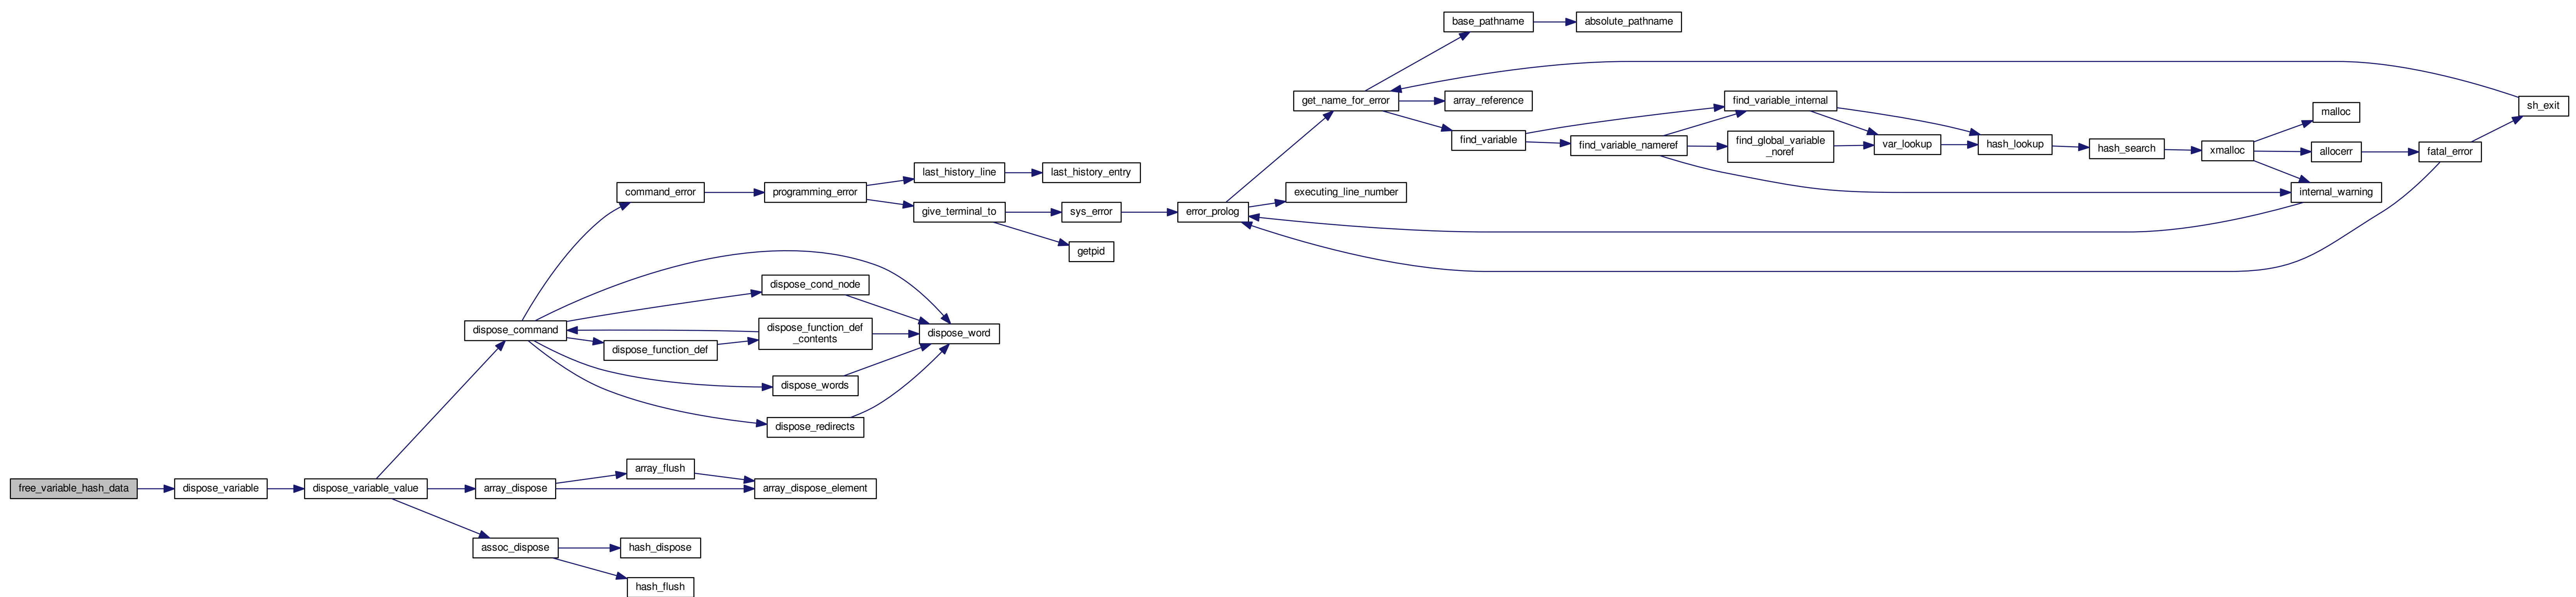 base_pathname
absolute_pathname
get_name_for_error
array_reference
find_variable_internal
sh_exit
malloc
find_variable
find_variable_nameref
find_global_variable
_noref
var_lookup
hash_lookup
hash_search
xmalloc
allocerr
fatal_error
internal_warning
last_history_line
last_history_entry
command_error
programming_error
executing_line_number
give_terminal_to
sys_error
error_prolog
getpid
dispose_cond_node
dispose_command
dispose_function_def
_contents
dispose_word
dispose_function_def
dispose_words
dispose_redirects
array_flush
free_variable_hash_data
dispose_variable
dispose_variable_value
array_dispose
array_dispose_element
assoc_dispose
hash_dispose
hash_flush